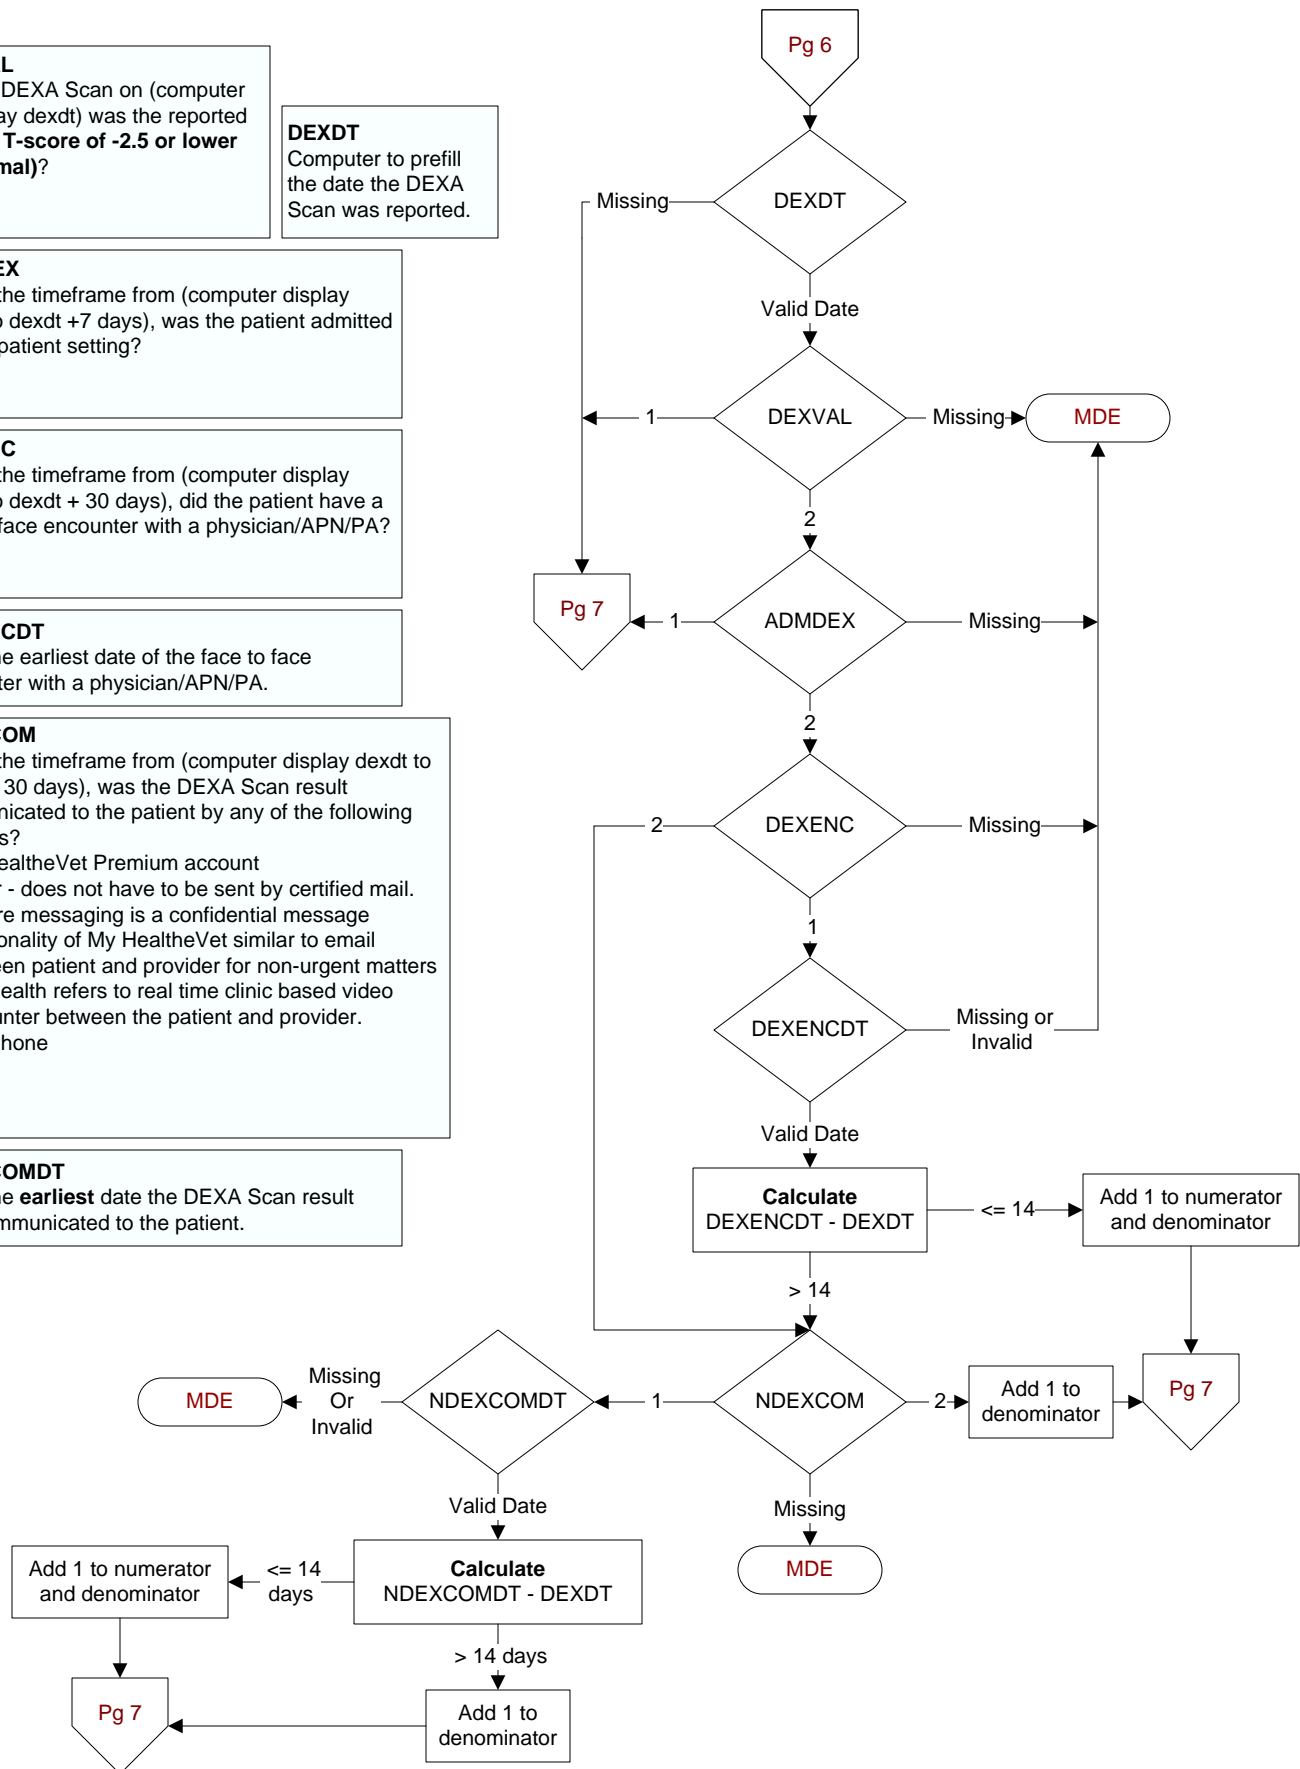 L
DEXA Scan on (computer
ay dexdt) was the reported
T-score of -2.5 or lower
mal)?
DEXDT
Computer to prefill
the date the DEXA
Scan was reported.
EX
the timeframe from (computer display
o dexdt +7 days), was the patient admitted
patient setting?
C
the timeframe from (computer display
o dexdt + 30 days), did the patient have a
face encounter with a physician/APN/PA?
CDT
ne earliest date of the face to face
ter with a physician/APN/PA.
COM
the timeframe from (computer display dexdt to
30 days), was the DEXA Scan result
nicated to the patient by any of the following
s?
ealtheVet Premium account
r - does not have to be sent by certified mail.
re messaging is a confidential message
onality of My HealtheVet similar to email
een patient and provider for non-urgent matters
ealth refers to real time clinic based video
unter between the patient and provider.
hone
COMDT
ne earliest date the DEXA Scan result
mmunicated to the patient.
Pg 6
Missing
DEXDT
Valid Date
1
DEXVAL
Missing
MDE
2
Pg 7
1
ADMDEX
Missing
2
2
DEXENC
Missing
1
DEXENCDT
Missing or
Invalid
Valid Date
Calculate
DEXENCDT - DEXDT
<= 14
Add 1 to numerator
and denominator
> 14
MDE
Missing
Or
Invalid
NDEXCOMDT
1
NDEXCOM
2
Add 1 to
denominator
Pg 7
Valid Date
Missing
MDE
Add 1 to numerator
and denominator
<= 14
days
Calculate
NDEXCOMDT - DEXDT
> 14 days
Pg 7
Add 1 to
denominator